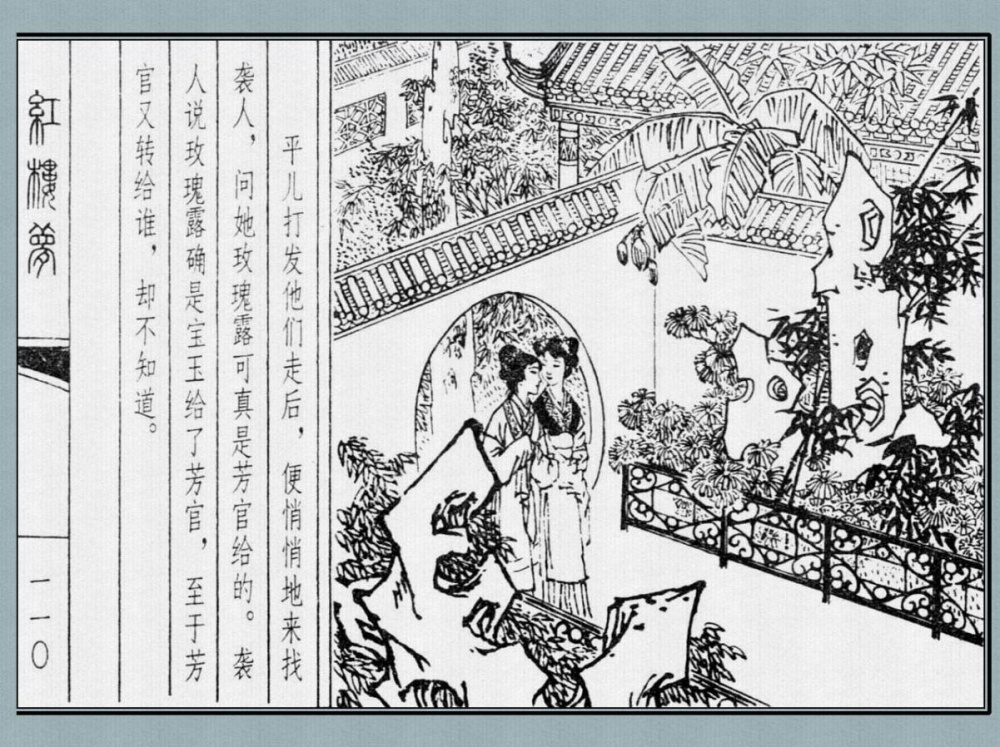 平儿打发他们走后，便悄悄地来找
袭人，问她玫瑰露可真是芳官给的。袭
人说玫瑰露确是宝玉给了芳官，至于芳
官又转给谁，却不知道。
紅樓夢
一一〇